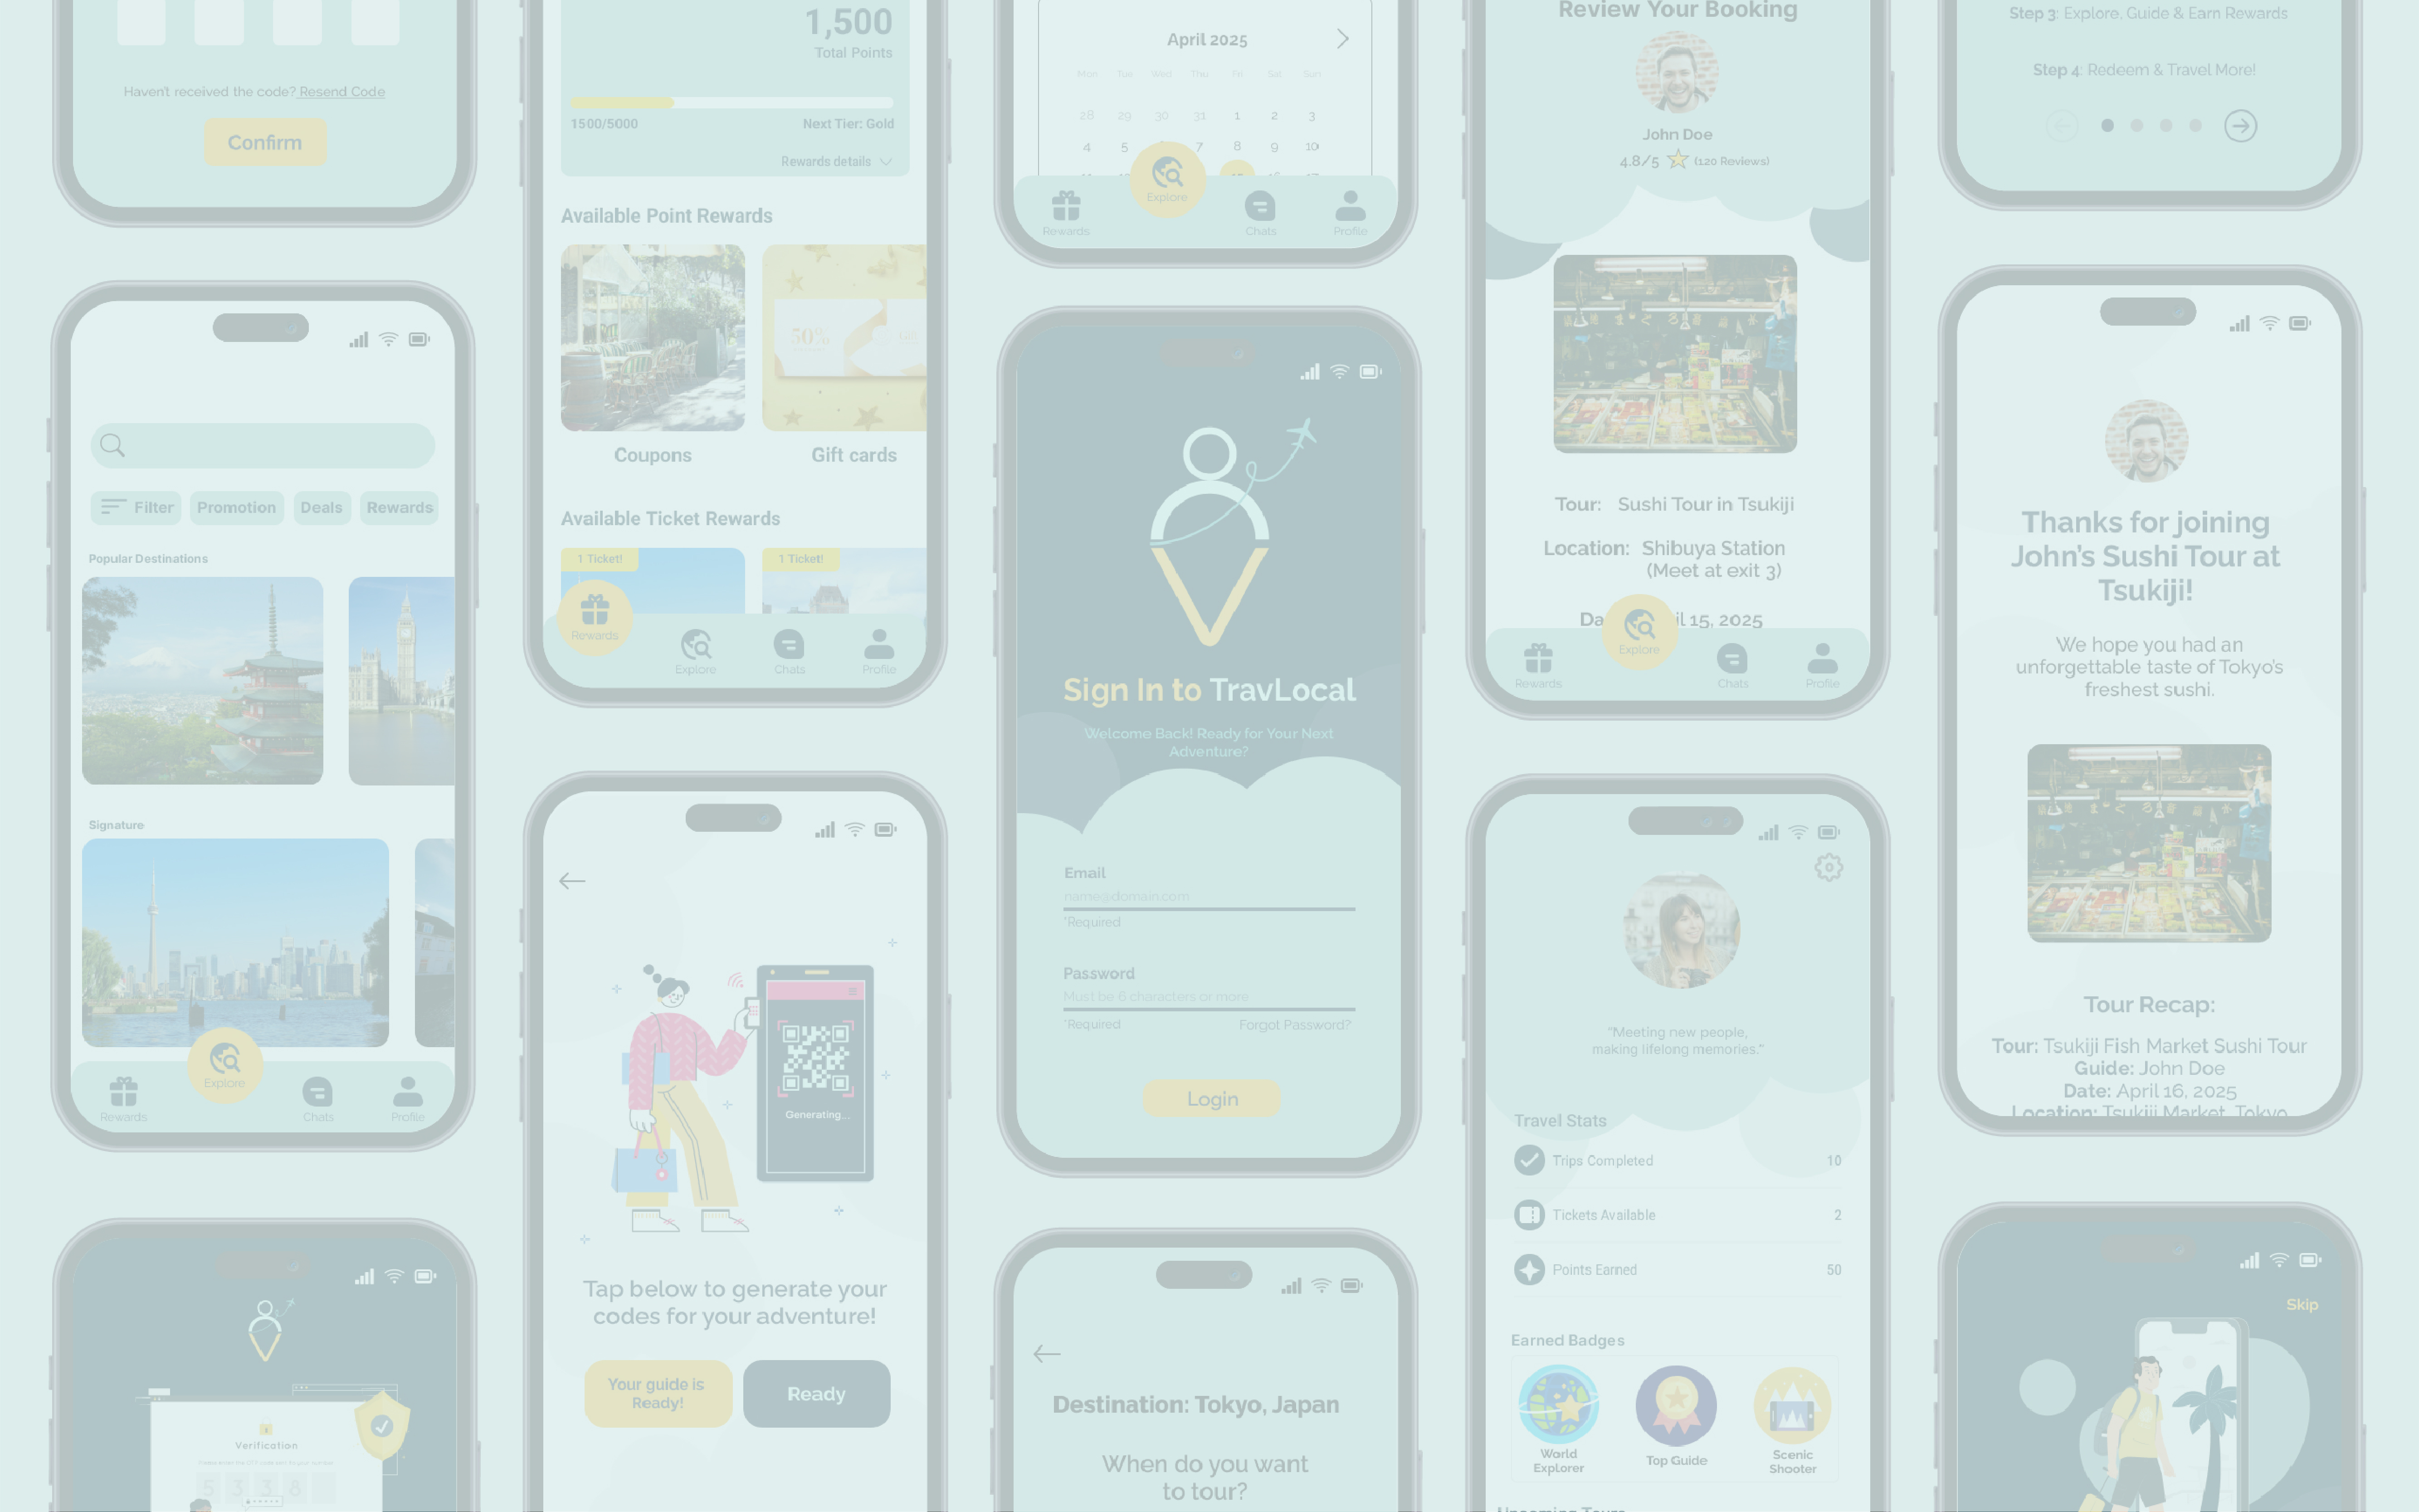 Haven't received the code? Resend Code
Confirm
Filter
Promotion
Deals
Rewards
Popular Destinations
Signature
Rewards
Explore
Chats
Profile
Verification
5 3 3 8
1,500
Total Points
1500/5000
Next Tier: Gold
Rewards details
Available Point Rewards
50%
Coupons
Gift cards
Available Ticket Rewards
1 Ticket!
1 Ticket!
Rewards
Explore
Chats
Profile
Generating...
Tap below to generate your
codes for your adventure!
Your guide is
Ready!
Ready
April 2025
Mon Tue Wed Thu Fri Sat Sun
28 29 30 31 1 2 3
4 5 7 8 9 10
Rewards
Explore
Chats
Profile
Sign In to TravLocal
Welcome Back! Ready for Your Next
Adventure?
Email
name@domain.com
*Required
Password
Must be 6 characters or more
*Required
Forgot Password?
Login
Destination: Tokyo, Japan
When do you want
to tour?
Review Your Booking
John Doe
4.8/5 (120 Reviews)
Tour: Sushi Tour in Tsukiji
Location: Shibuya Station
(Meet at exit 3)
Da il 15, 2025
Rewards
Explore
Chats
Profile
"Meeting new people,
making lifelong memories."
Travel Stats
Trips Completed 10
Tickets Available 2
Points Earned 50
Earned Badges
World
Explorer
Top Guide
Scenic
Shooter
Upcoming Tours
Step 3: Explore, Guide & Earn Rewards
Step 4: Redeem & Travel More!
Thanks for joining
John's Sushi Tour at
Tsukiji!
We hope you had an
unforgettable taste of Tokyo's
freshest sushi.
Tour Recap:
Tour: Tsukiji Fish Market Sushi Tour
Guide: John Doe
Date: April 16, 2025
Location: Tsukiji Market, Tokyo
Skip